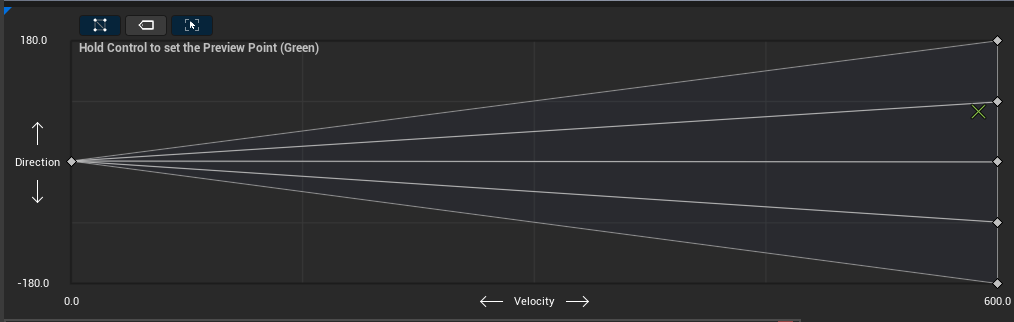 180.0
Hold Control to set the Preview Point (Green)
Direction
-180.0
0.0
Velocity
600.0